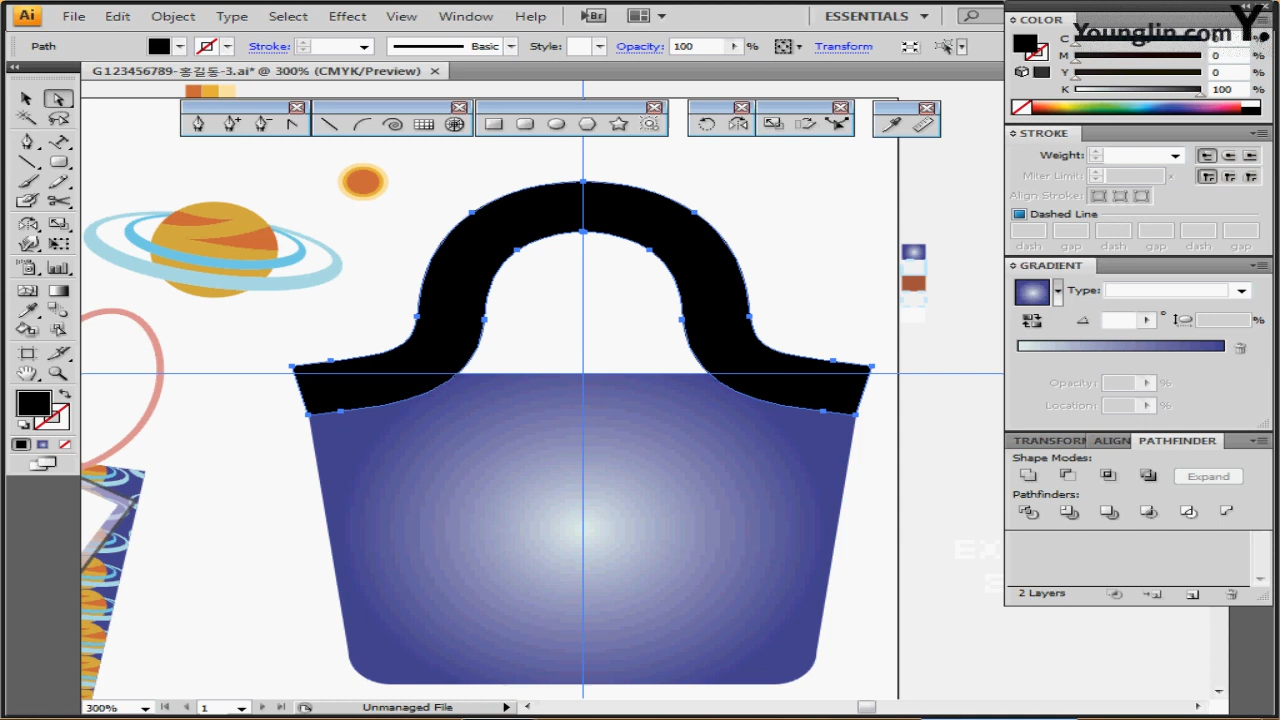 Ai File Edit Object Type Select Effect View Window Help Br ESSENTIALS
Path Stroke: Basic Style: Opacity: 100 % Transform
G123456789-홍길동-3.ai* @ 300% (CMYK/Preview)
COLOR
Younglin.com Y.
C %
M 0 %
Y 0 %
K 100 %
STROKE
Weight:
Miter Limit: x
Align Stroke:
Dashed Line
dash gap dash gap dash gap
GRADIENT
Type:
° %
Opacity: %
Location: %
TRANSFORM ALIGN PATHFINDER
Shape Modes:
Expand
Pathfinders:
2 Layers
300% 1 Unmanaged File